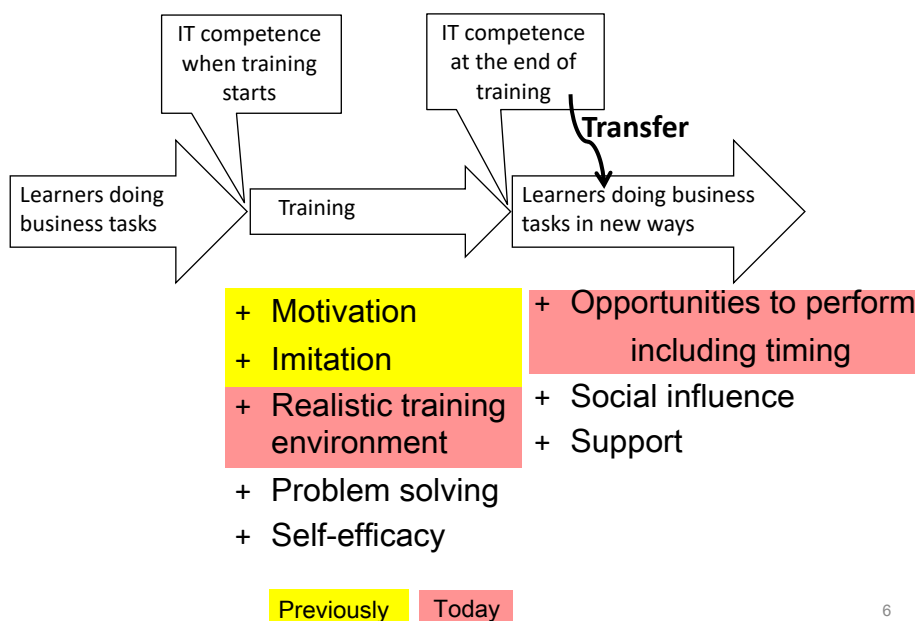 IT competence
when training
starts
IT competence
at the end of
training
Transfer
Learners doing
business tasks
Training
Learners doing business
tasks in new ways
+ Motivation
+ Imitation
+ Realistic training
environment
+ Problem solving
+ Self-efficacy
+ Opportunities to perform
including timing
+ Social influence
+ Support
Previously
Today
6